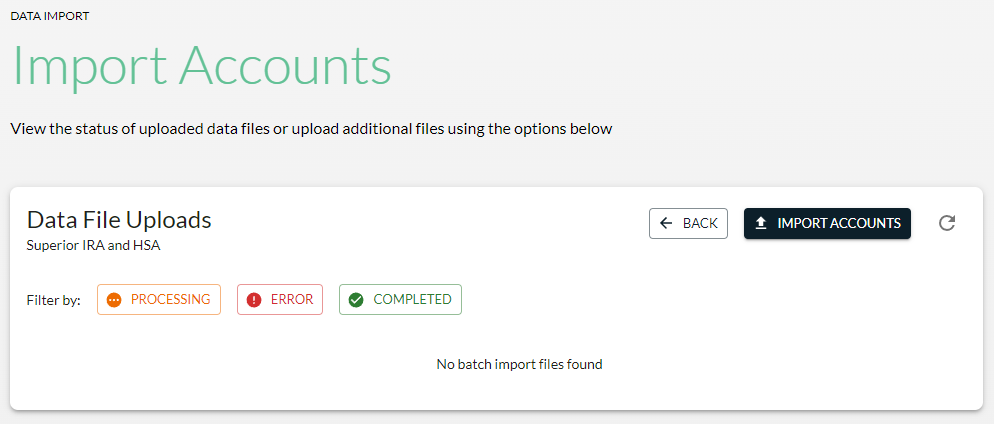 DATA IMPORT
Import Accounts
View the status of uploaded data files or upload additional files using the options below
Data File Uploads
BACK
IMPORT ACCOUNTS
Superior IRA and HSA
Filter by:
PROCESSING
ERROR
COMPLETED
No batch import files found